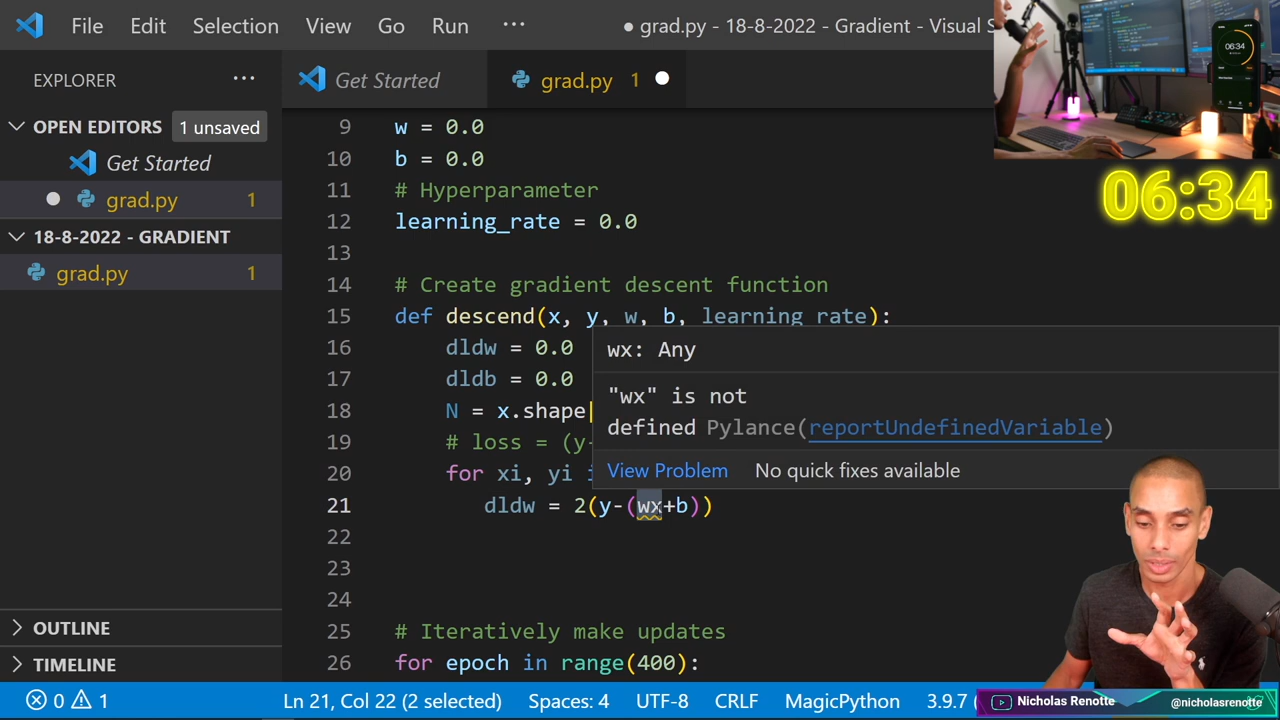 File Edit Selection View Go Run ··· ● grad.py - 18-8-2022 - Gradient - Visual S
EXPLORER ···
Get Started
grad.py 1
OPEN EDITORS 1 unsaved
Get Started
grad.py 1
18-8-2022 - GRADIENT
grad.py 1
OUTLINE
TIMELINE
9 w = 0.0
10 b = 0.0
11 # Hyperparameter
12 learning_rate = 0.0
13
14 # Create gradient descent function
15 def descend(x, y, w, b, learning_rate):
16 dldw = 0.0
17 dldb = 0.0
18 N = x.shape[
19 # loss = (y-
20 for xi, yi i
21 dldw = 2(y-(wx+b))
22
23
24
25 # Iteratively make updates
26 for epoch in range(400):
wx: Any
"wx" is not
defined Pylance(reportUndefinedVariable)
View Problem No quick fixes available
06:34
06:34
0 1 Ln 21, Col 22 (2 selected) Spaces: 4 UTF-8 CRLF MagicPython 3.9.7 (
Nicholas Renotte @nicholasrenotte